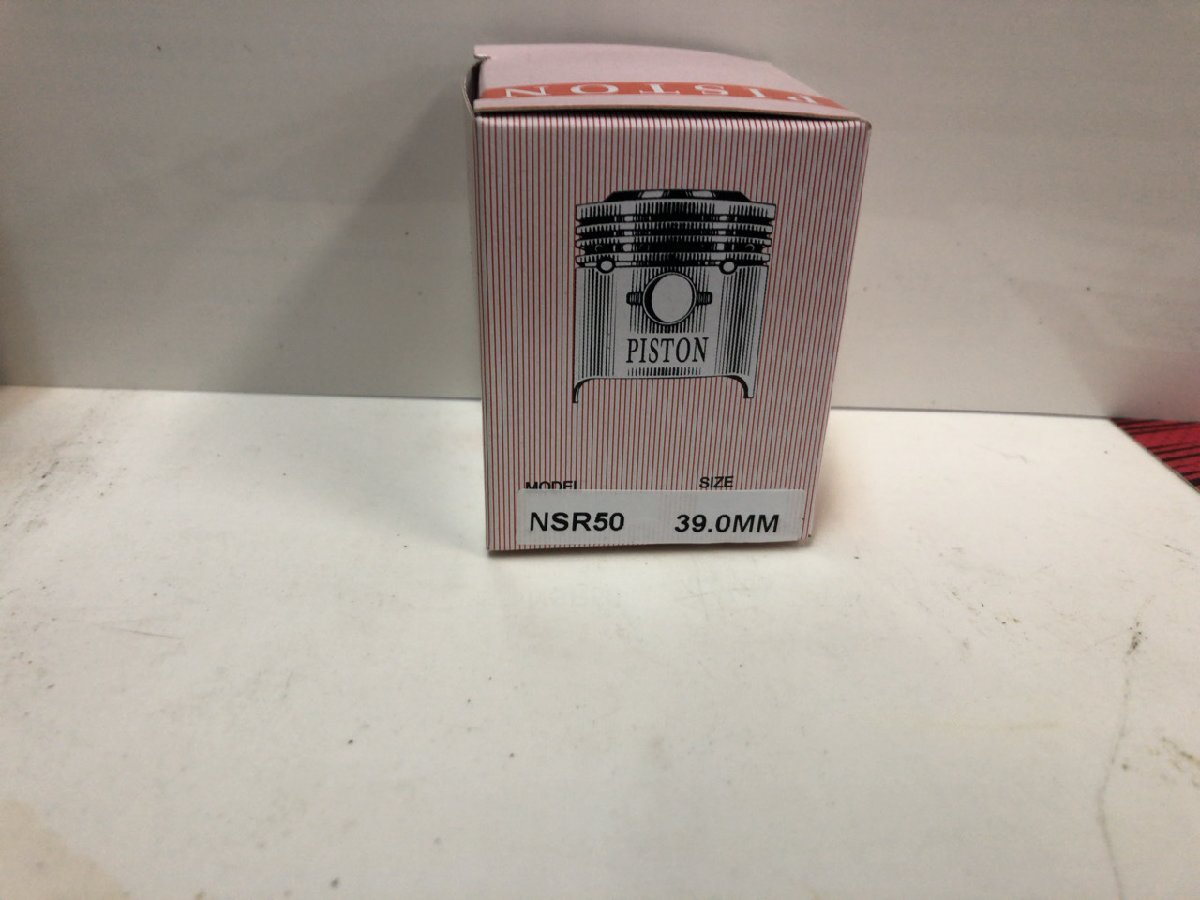 PISTON
PISTON
MODEL SIZE
NSR50 39.0MM